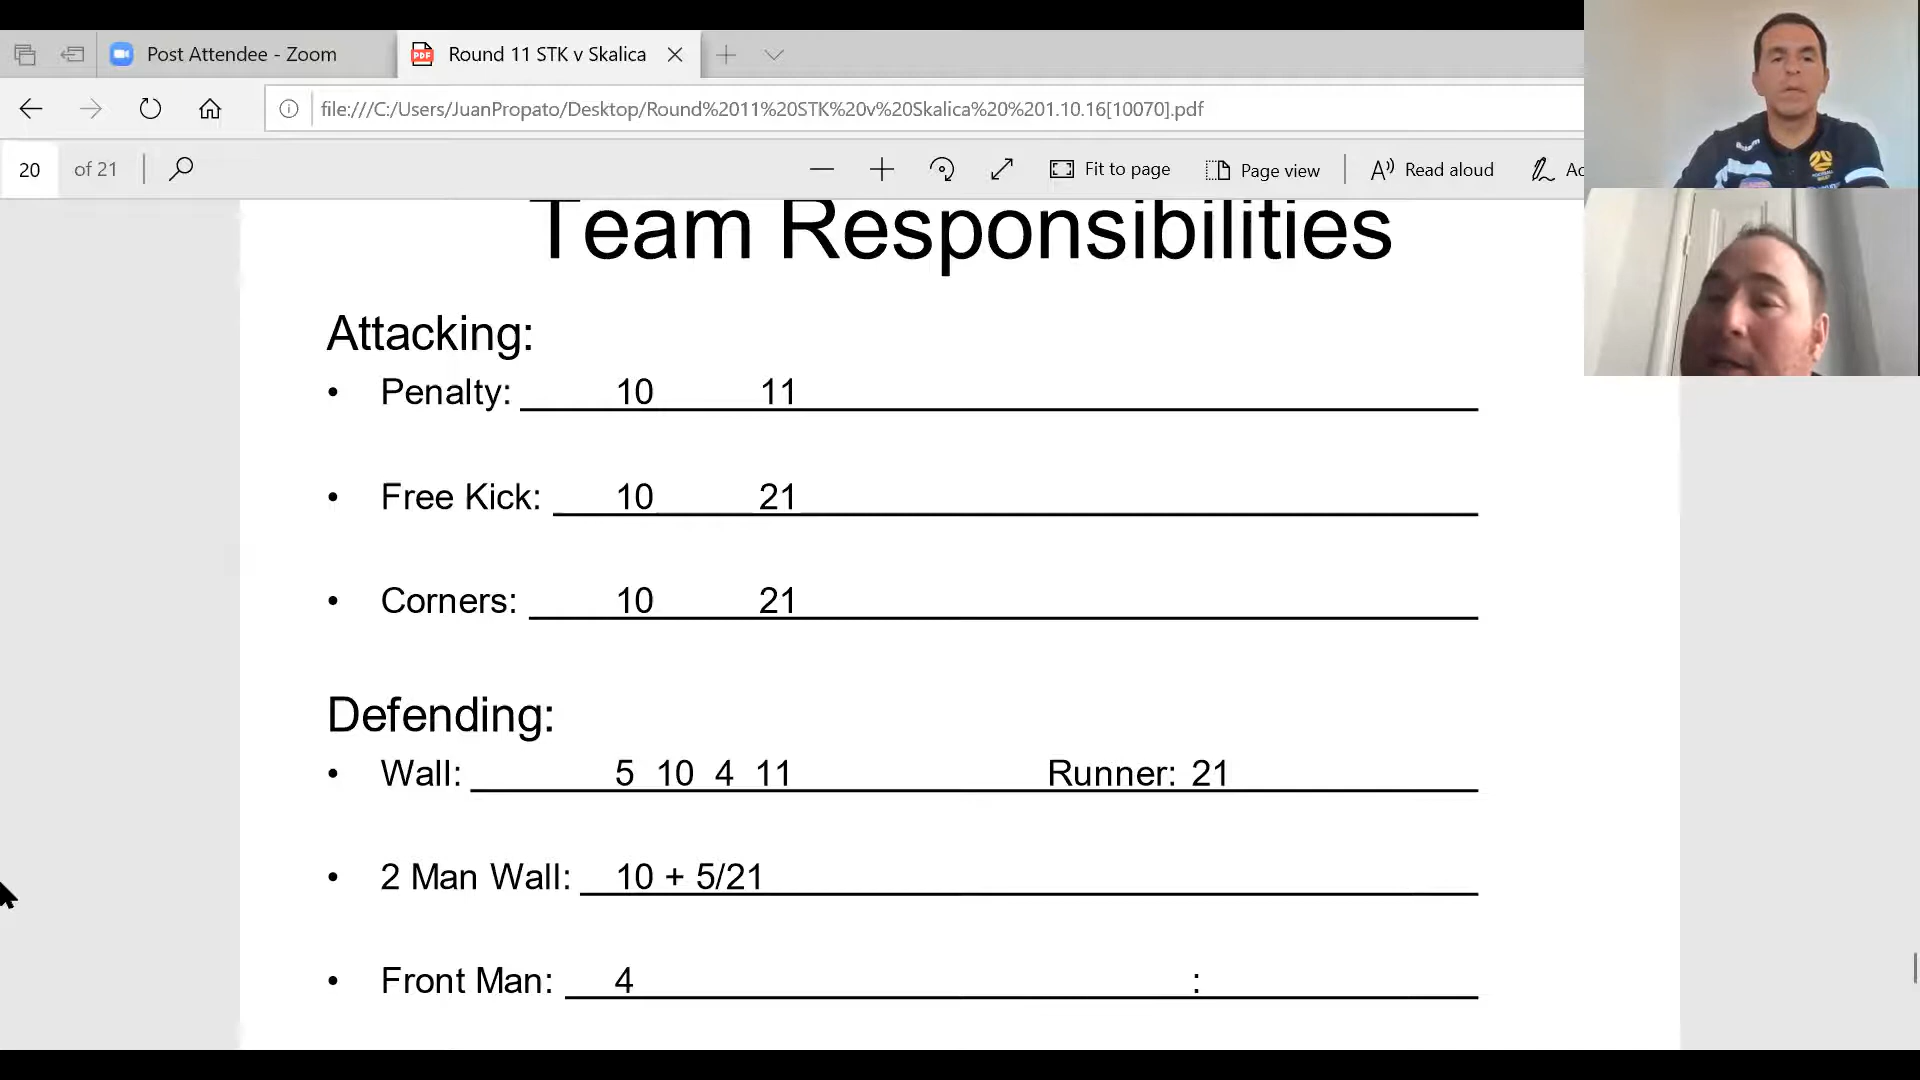 Post Attendee - Zoom
Round 11 STK v Skalica
file:///C:/Users/JuanPropato/Desktop/Round%2011%20STK%20v%20Skalica%20%201.10.16[10070].pdf
20 of 21 Fit to page Page view Read aloud
Team Responsibilities
Attacking:
• Penalty: 10 11
• Free Kick: 10 21
• Corners: 10 21
Defending:
• Wall: 5 10 4 11 Runner: 21
• 2 Man Wall: 10 + 5/21
• Front Man: 4 :